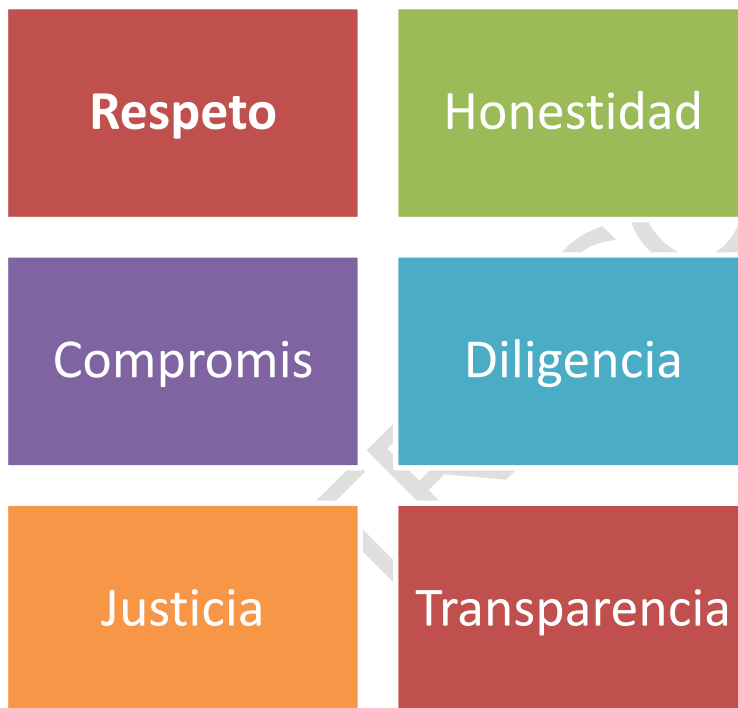 Respeto
Honestidad
Compromis
Diligencia
Justicia
Transparencia